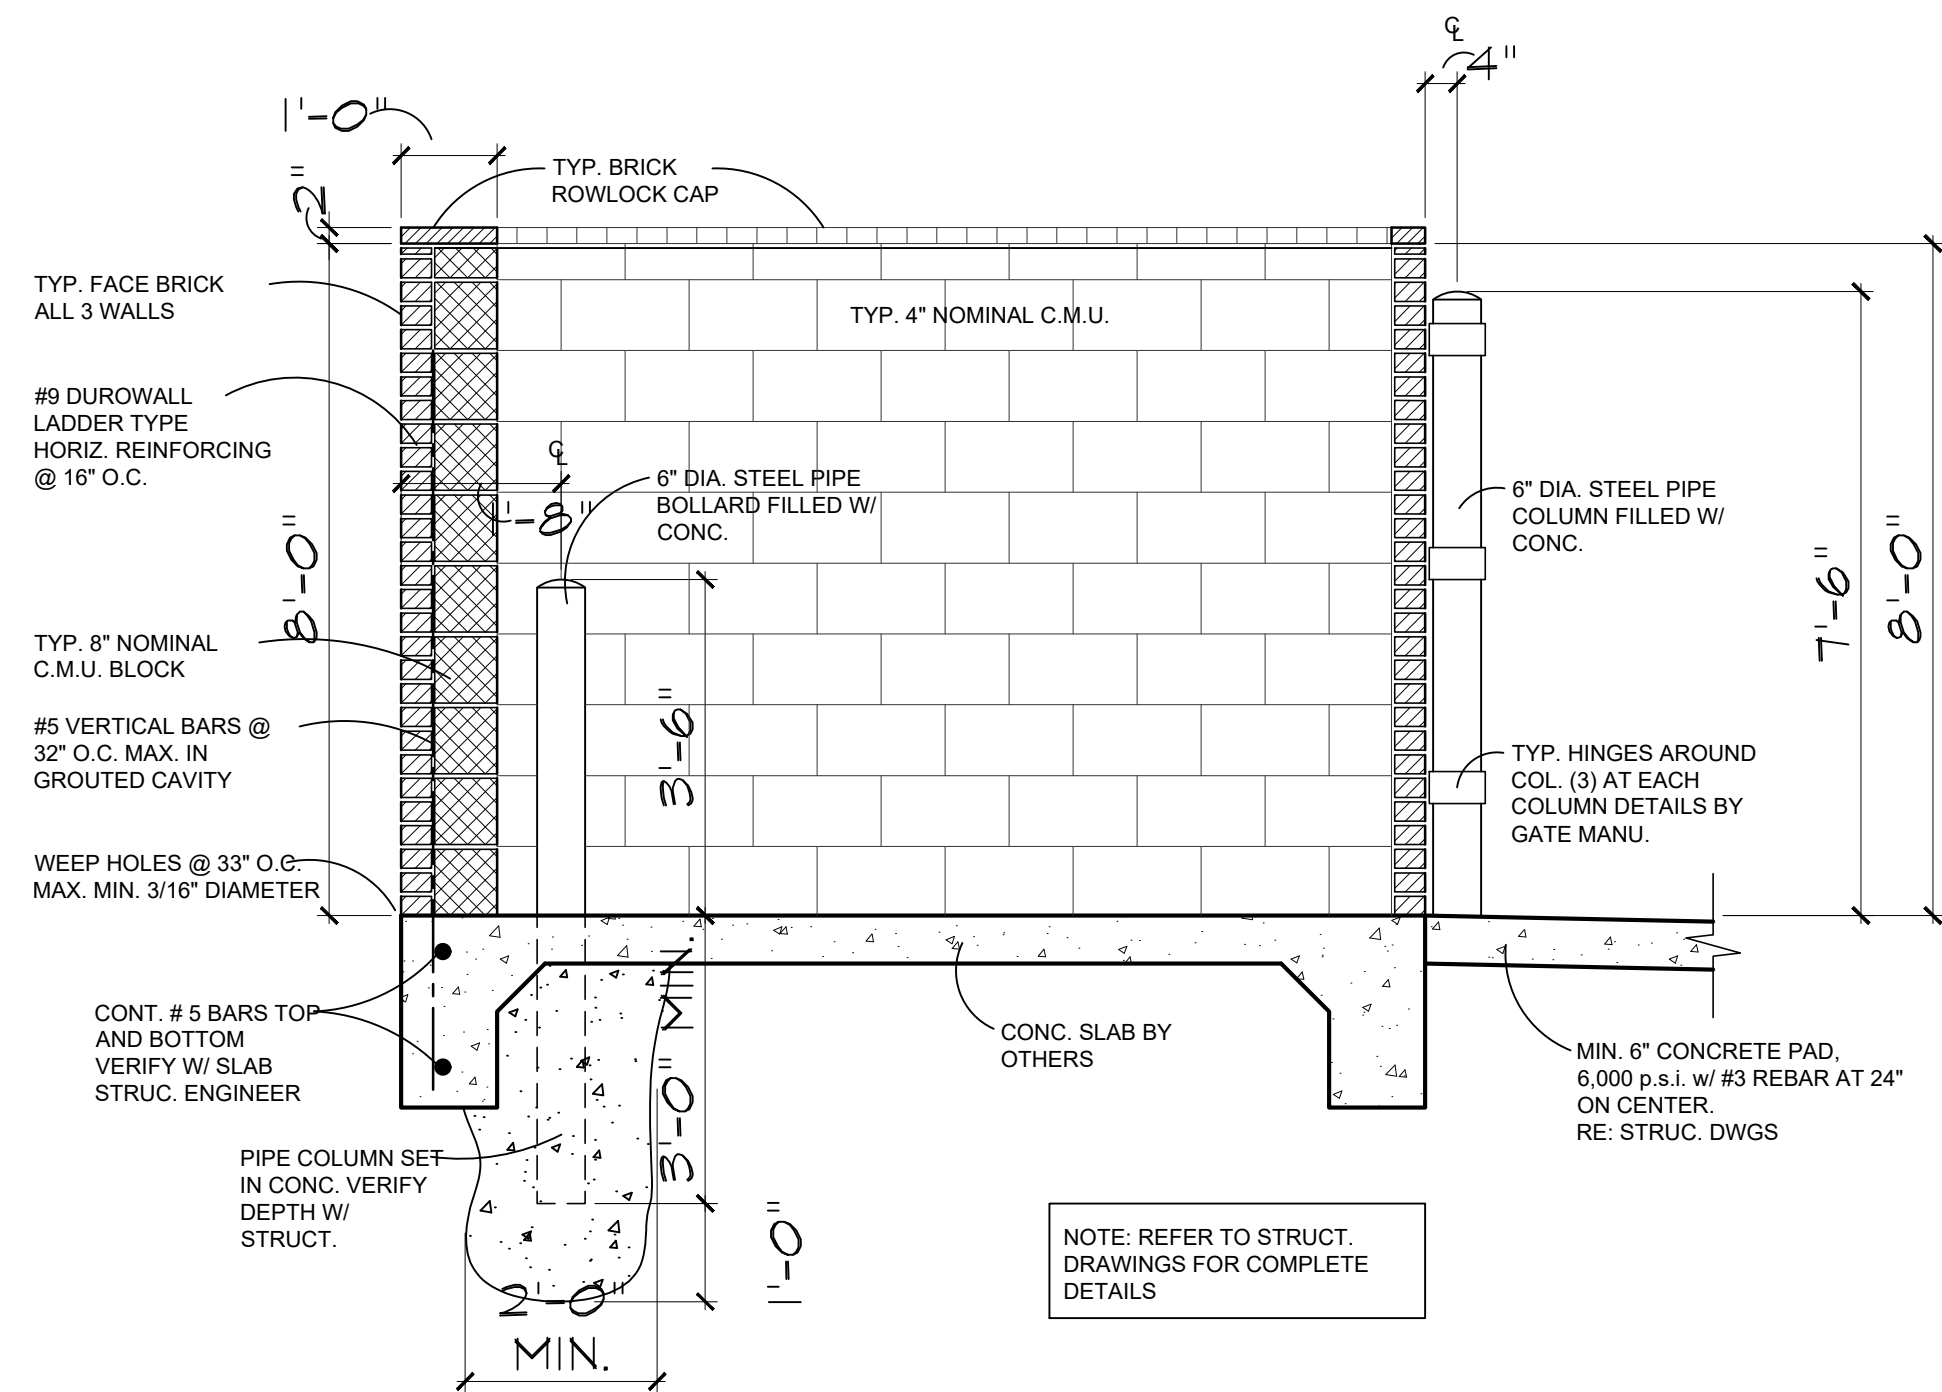 ℄
4"
1'-0"
2"
TYP. BRICK
ROWLOCK CAP
TYP. FACE BRICK
ALL 3 WALLS
TYP. 4" NOMINAL C.M.U.
#9 DUROWALL
LADDER TYPE
HORIZ. REINFORCING
@ 16" O.C.
℄
1'-8"
6" DIA. STEEL PIPE
BOLLARD FILLED W/
CONC.
6" DIA. STEEL PIPE
COLUMN FILLED W/
CONC.
8'-0"
7'-6"
8'-0"
TYP. 8" NOMINAL
C.M.U. BLOCK
#5 VERTICAL BARS @
32" O.C. MAX. IN
GROUTED CAVITY
3'-6"
TYP. HINGES AROUND
COL. (3) AT EACH
COLUMN DETAILS BY
GATE MANU.
WEEP HOLES @ 33" O.C.
MAX. MIN. 3/16" DIAMETER
CONT. # 5 BARS TOP
AND BOTTOM
VERIFY W/ SLAB
STRUC. ENGINEER
3'-0" MIN.
CONC. SLAB BY
OTHERS
MIN. 6" CONCRETE PAD,
6,000 p.s.i. w/ #3 REBAR AT 24"
ON CENTER.
RE: STRUC. DWGS
PIPE COLUMN SET
IN CONC. VERIFY
DEPTH W/
STRUCT.
1'-0"
2'-0"
MIN.
NOTE: REFER TO STRUCT.
DRAWINGS FOR COMPLETE
DETAILS